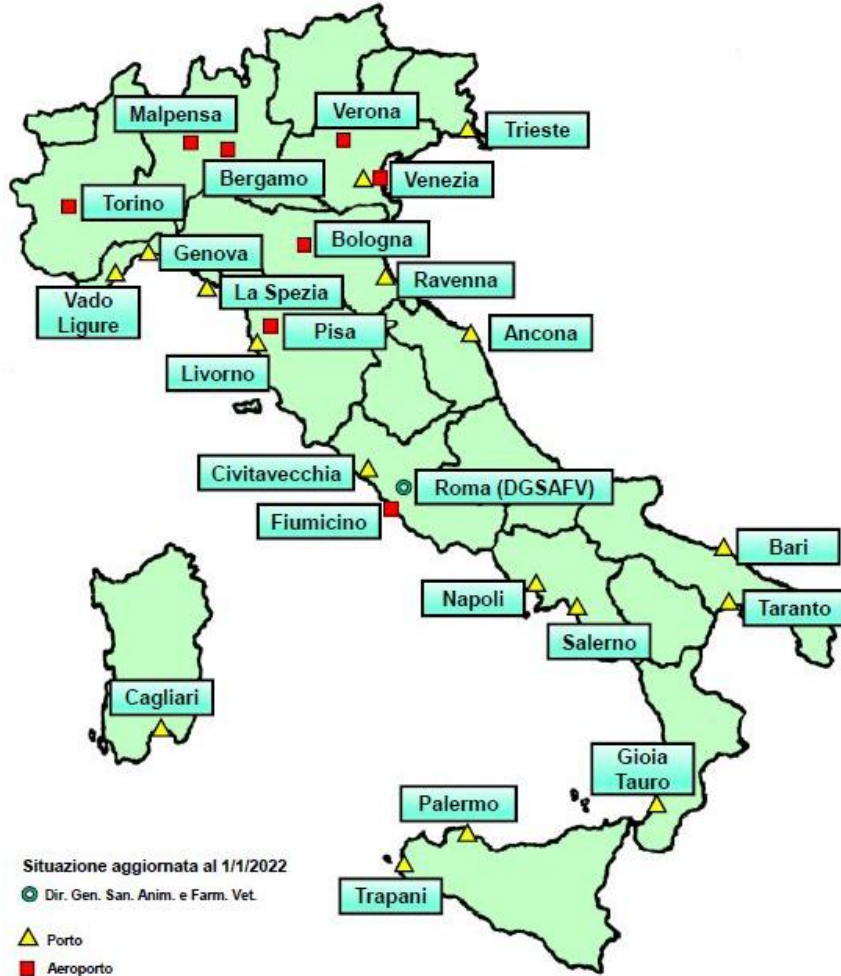 Malpensa
Verona
Trieste
Bergamo
Venezia
Torino
Bologna
Genova
Ravenna
La Spezia
Vado
Ligure
Pisa
Ancona
Livorno
Civitavecchia
Roma (DGSAFV)
Fiumicino
Bari
Napoli
Taranto
Salerno
Cagliari
Gioia
Tauro
Palermo
Trapani
Situazione aggiornata al 1/1/2022
Dir. Gen. San. Anim. e Farm. Vet.
Porto
Aeroporto